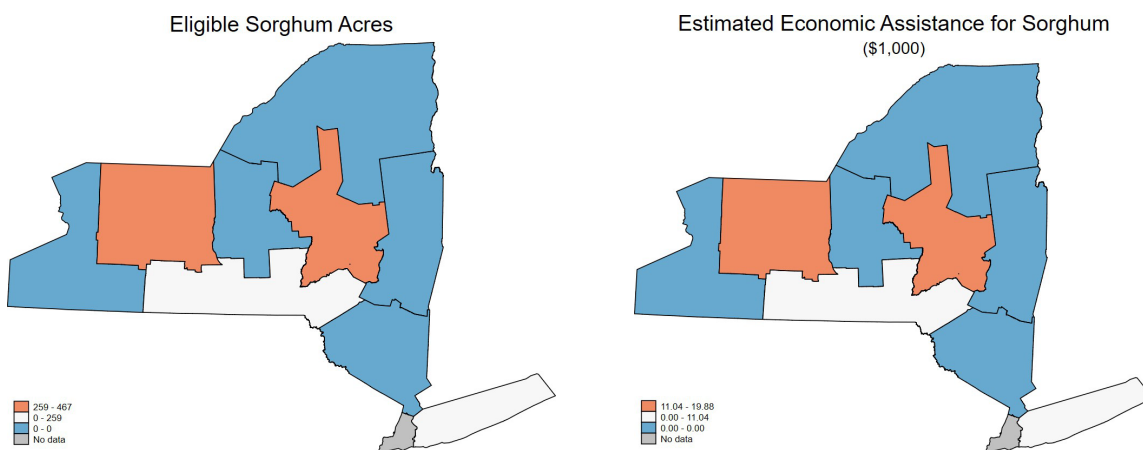 Eligible Sorghum Acres
259 - 467
0 - 259
0 - 0
No data
Estimated Economic Assistance for Sorghum
($1,000)
11.04 - 19.88
0.00 - 11.04
0.00 - 0.00
No data